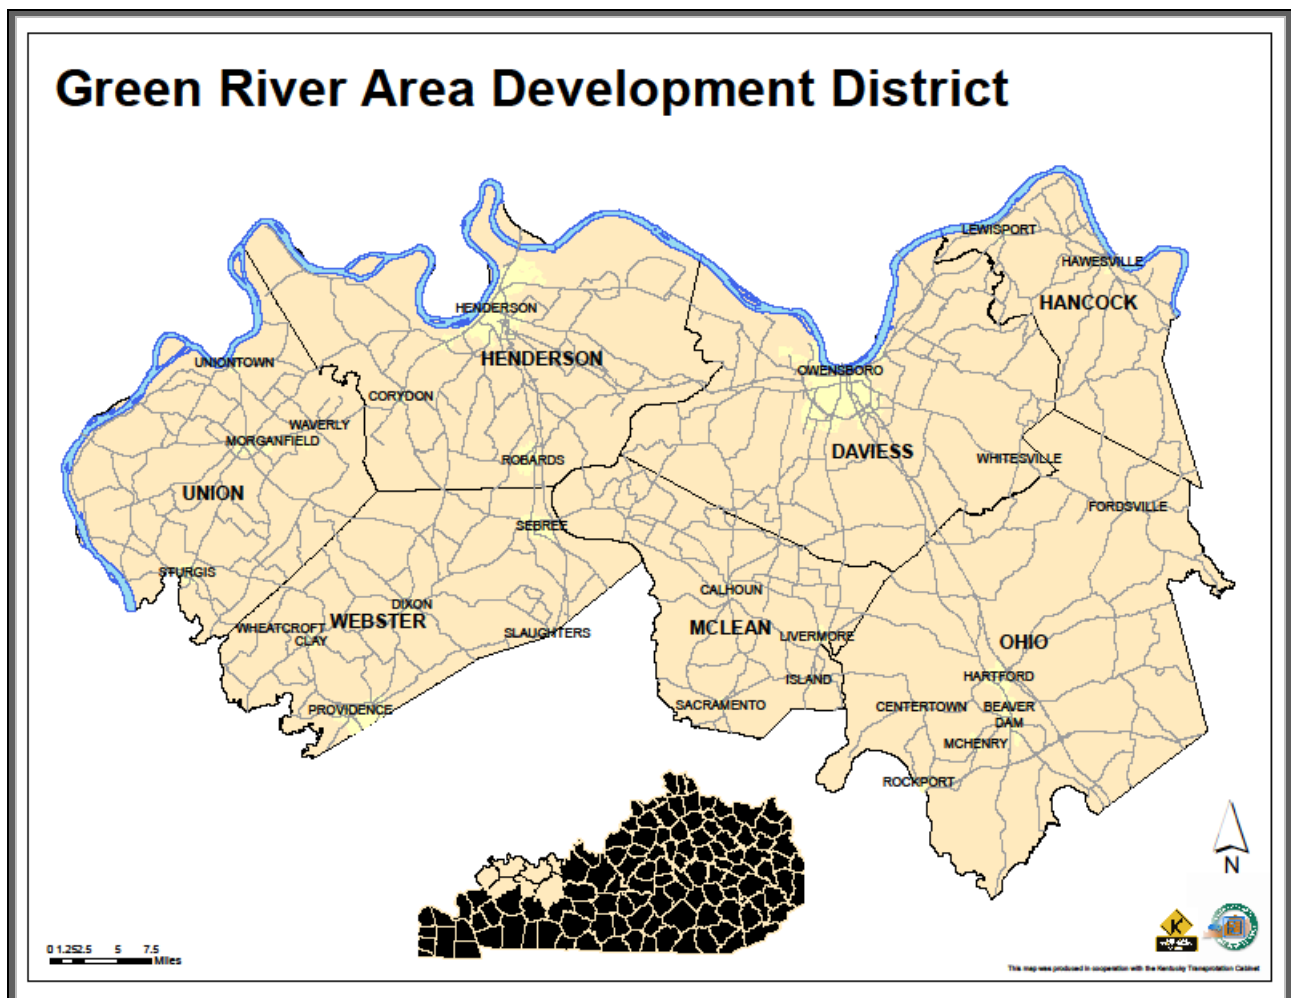 Green River Area Development District
LEWISPORT
HAWESVILLE
HANCOCK
HENDERSON
HENDERSON
UNIONTOWN
OWENSBORO
CORYDON
WAVERLY
MORGANFIELD
DAVIESS
ROBARDS
WHITESVILLE
UNION
FORDSVILLE
SEBREE
STURGIS
CALHOUN
DIXON
WEBSTER
WHEATCROFT
CLAY
SLAUGHTERS
MCLEAN
LIVERMORE
OHIO
ISLAND
HARTFORD
PROVIDENCE
SACRAMENTO
CENTERTOWN
BEAVER
DAM
MCHENRY
ROCKPORT
N
K
0 1.252.5 5 7.5
Miles
This map was produced in cooperation with the Kentucky Transprotation Cabinet